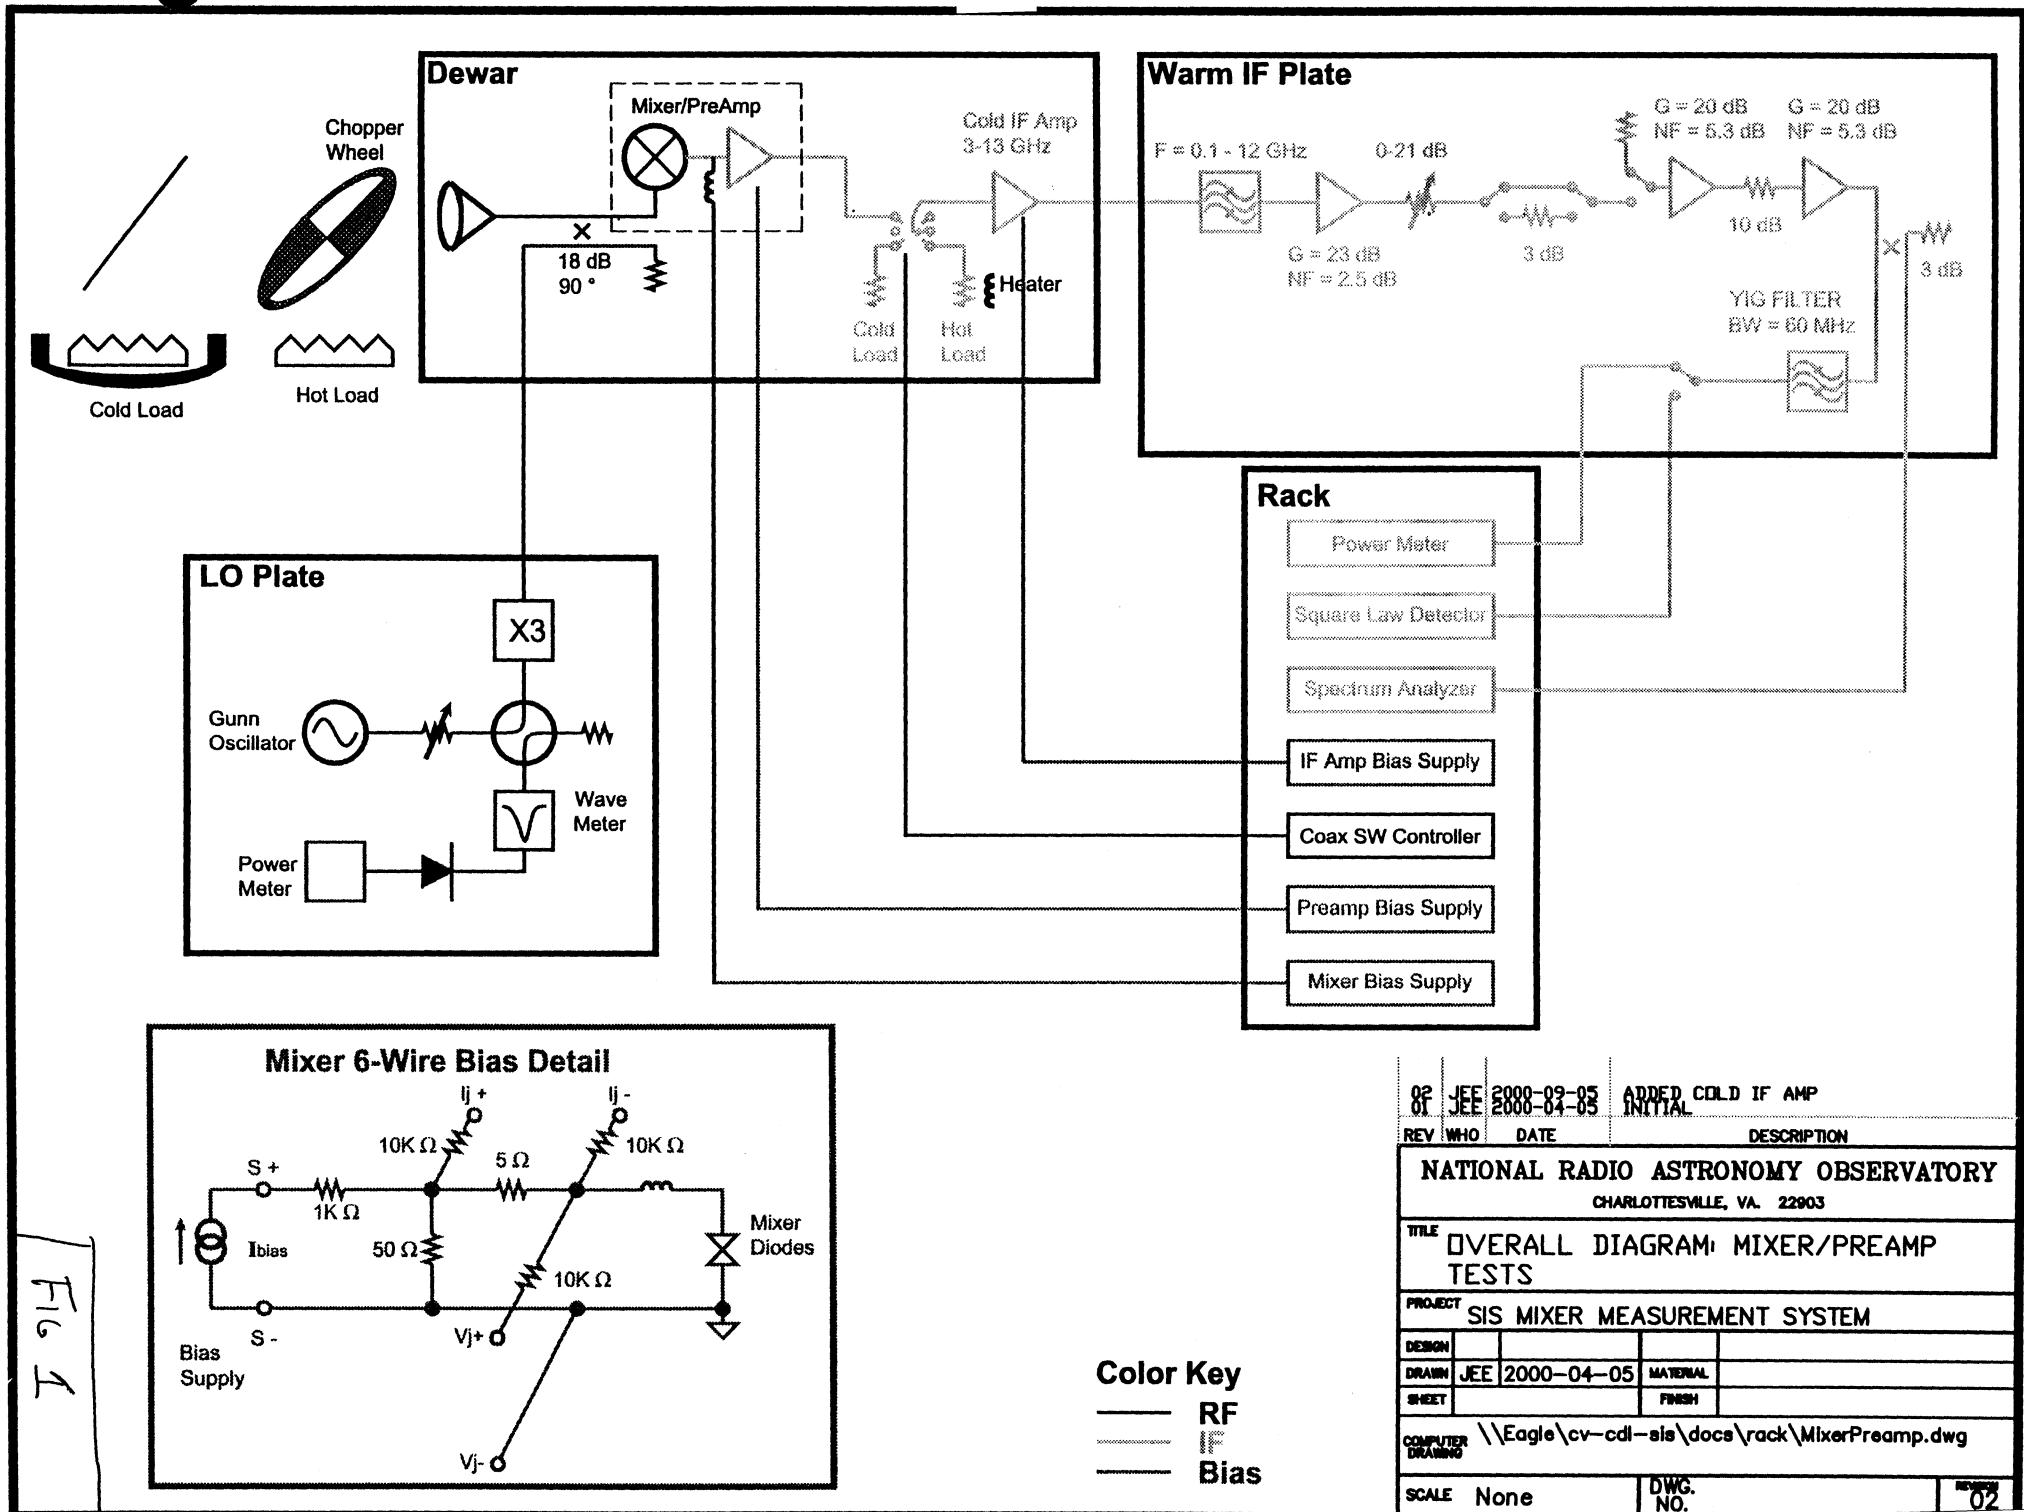 Dewar
Mixer/PreAmp
Cold IF Amp
3-13 GHz
18 dB
90 °
Heater
Cold
Load
Hot
Load
Chopper
Wheel
Cold Load
Hot Load
Warm IF Plate
F = 0.1 - 12 GHz
G = 23 dB
NF = 2.5 dB
0-21 dB
3 dB
G = 20 dB
NF = 5.3 dB
10 dB
G = 20 dB
NF = 5.3 dB
3 dB
YIG FILTER
BW = 60 MHz
LO Plate
X3
Gunn
Oscillator
Wave
Meter
Power
Meter
Rack
Power Meter
Square Law Detector
Spectrum Analyzer
IF Amp Bias Supply
Coax SW Controller
Preamp Bias Supply
Mixer Bias Supply
Mixer 6-Wire Bias Detail
Ij +
Ij -
10K Ω
10K Ω
5 Ω
S +
1K Ω
50 Ω
Ibias
10K Ω
Mixer
Diodes
S -
Vj+
Bias
Supply
Vj-
FIG 1
Color Key
RF
IF
Bias
02 JEE 2000-09-05 ADDED COLD IF AMP
01 JEE 2000-04-05 INITIAL
REV WHO DATE DESCRIPTION
NATIONAL RADIO ASTRONOMY OBSERVATORY
CHARLOTTESVILLE, VA. 22903
TITLE OVERALL DIAGRAM: MIXER/PREAMP
TESTS
PROJECT SIS MIXER MEASUREMENT SYSTEM
DESIGN
DRAWN JEE 2000-04-05 MATERIAL
SHEET FINISH
COMPUTER DRAWING \\Eagle\cv-cdl-sis\docs\rack\MixerPreamp.dwg
SCALE None DWG. NO. REVISION 02